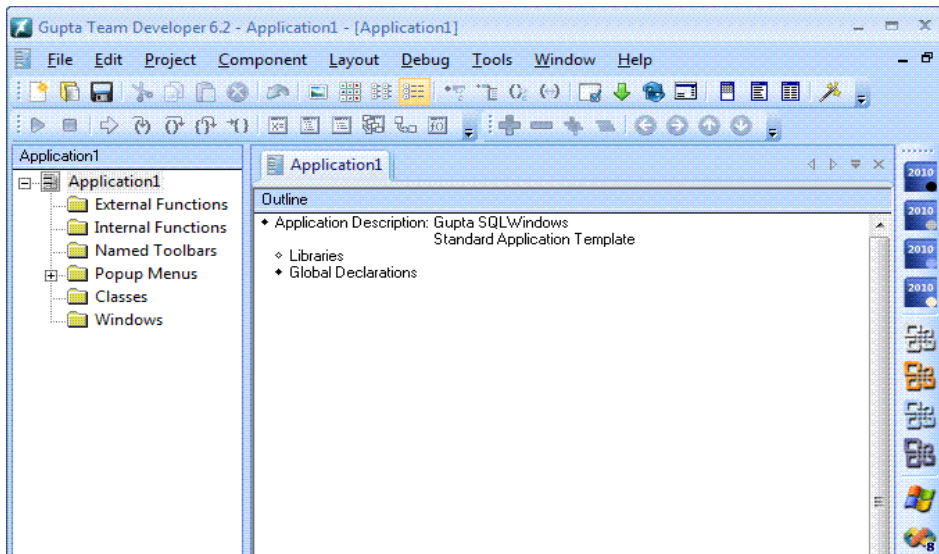 Gupta Team Developer 6.2 - Application1 - [Application1]
File Edit Project Component Layout Debug Tools Window Help
Application1
Application1
External Functions
Internal Functions
Named Toolbars
Popup Menus
Classes
Windows
Application1
Outline
Application Description: Gupta SQLWindows
Standard Application Template
Libraries
Global Declarations
2010
2010
2010
2010